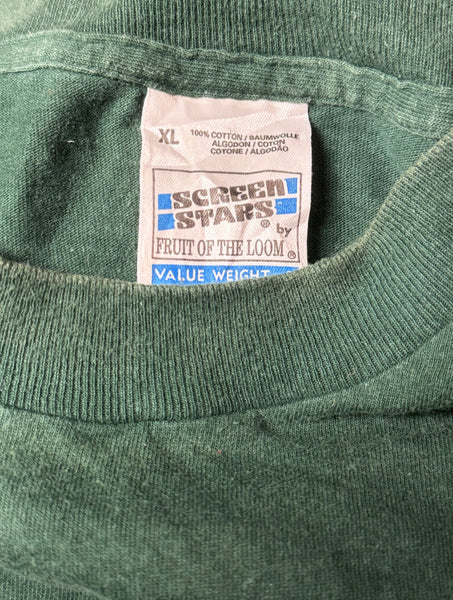 XL 100% COTTON / BAUMWOLLE
ALGODON / COTON
COTONE / ALGODÃO
SCREEN
STARS ®
by
FRUIT OF THE LOOM ®
VALUE WEIGHT